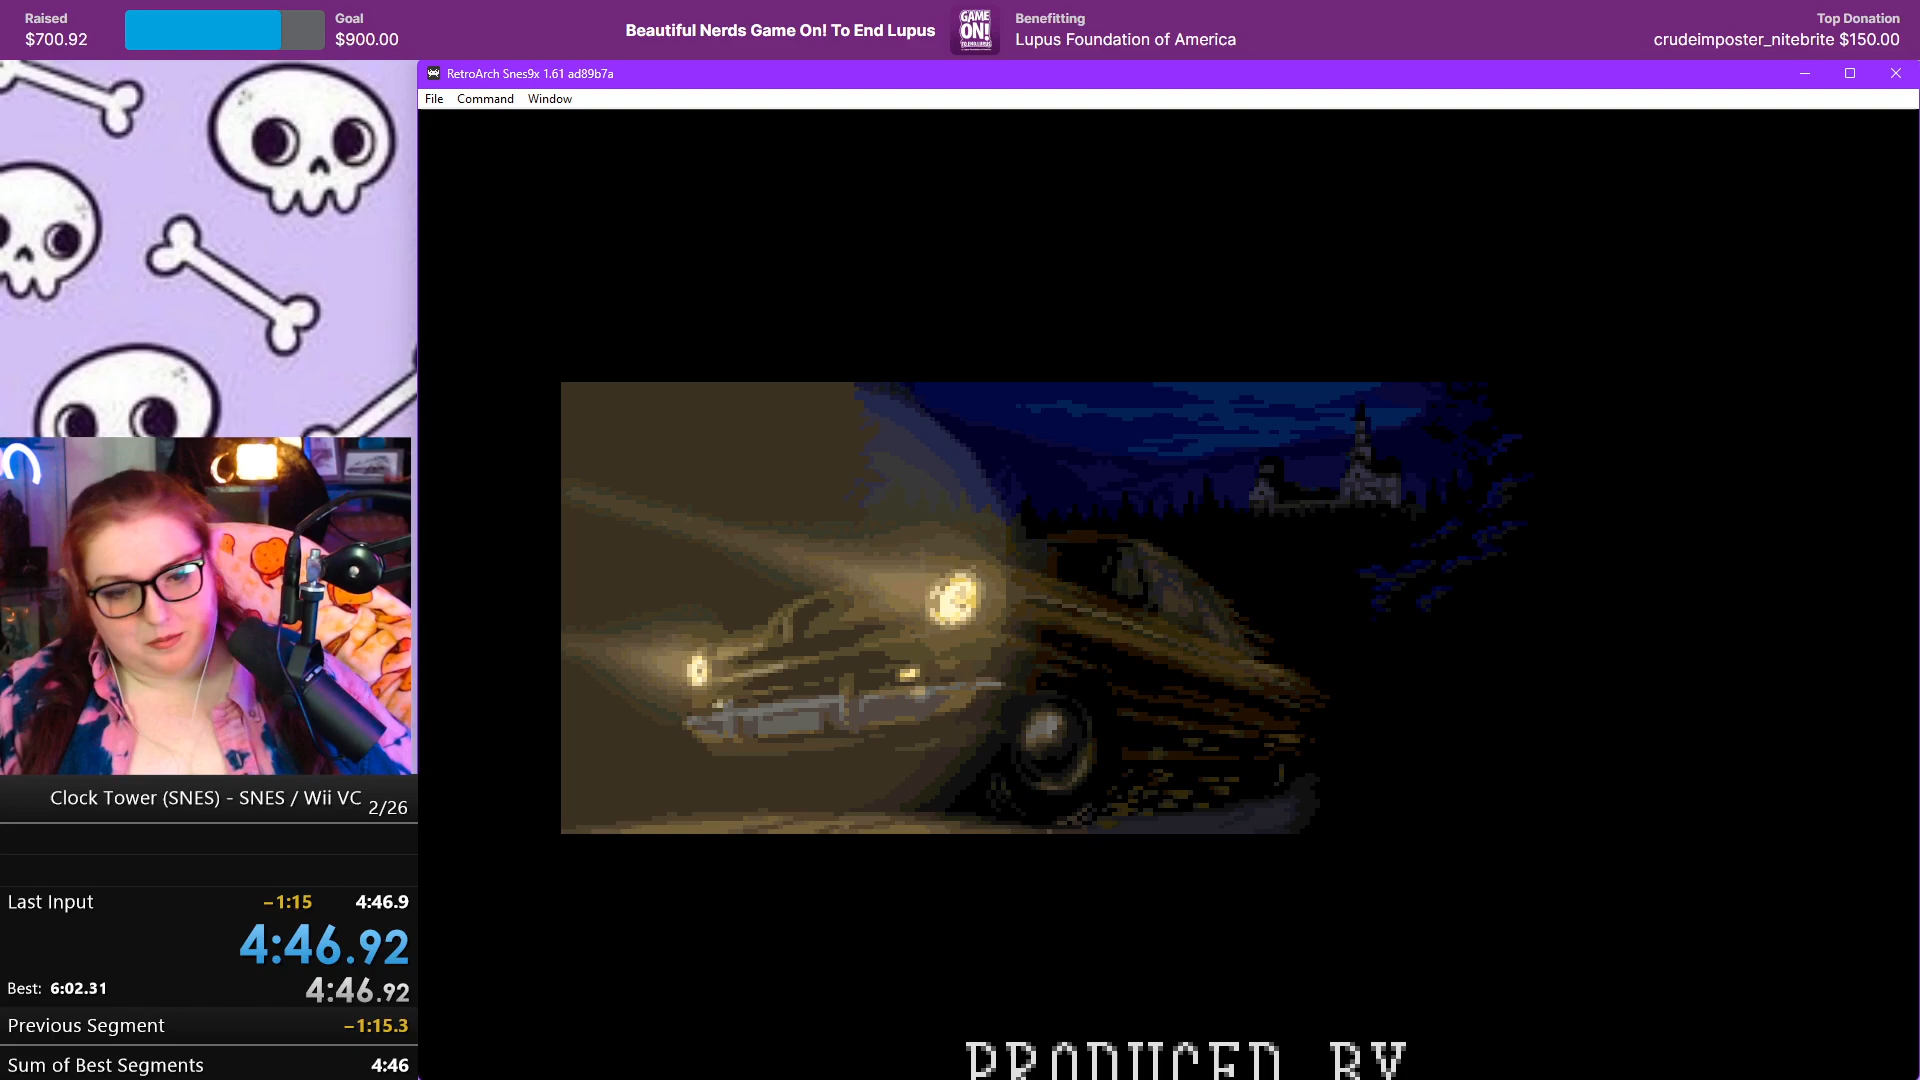 Raised
$700.92
Goal
$900.00
Beautiful Nerds Game On! To End Lupus
GAME
ON!
TO END LUPUS
Benefitting
Lupus Foundation of America
Top Donation
crudeimposter_nitebrite $150.00
RetroArch Snes9x 1.61 ad89b7a
File Command Window
Clock Tower (SNES) - SNES / Wii VC 2/26
Last Input −1:15 4:46.9
4:46.92
Best: 6:02.31 4:46.92
Previous Segment −1:15.3
Sum of Best Segments 4:46
PRODUCED BY